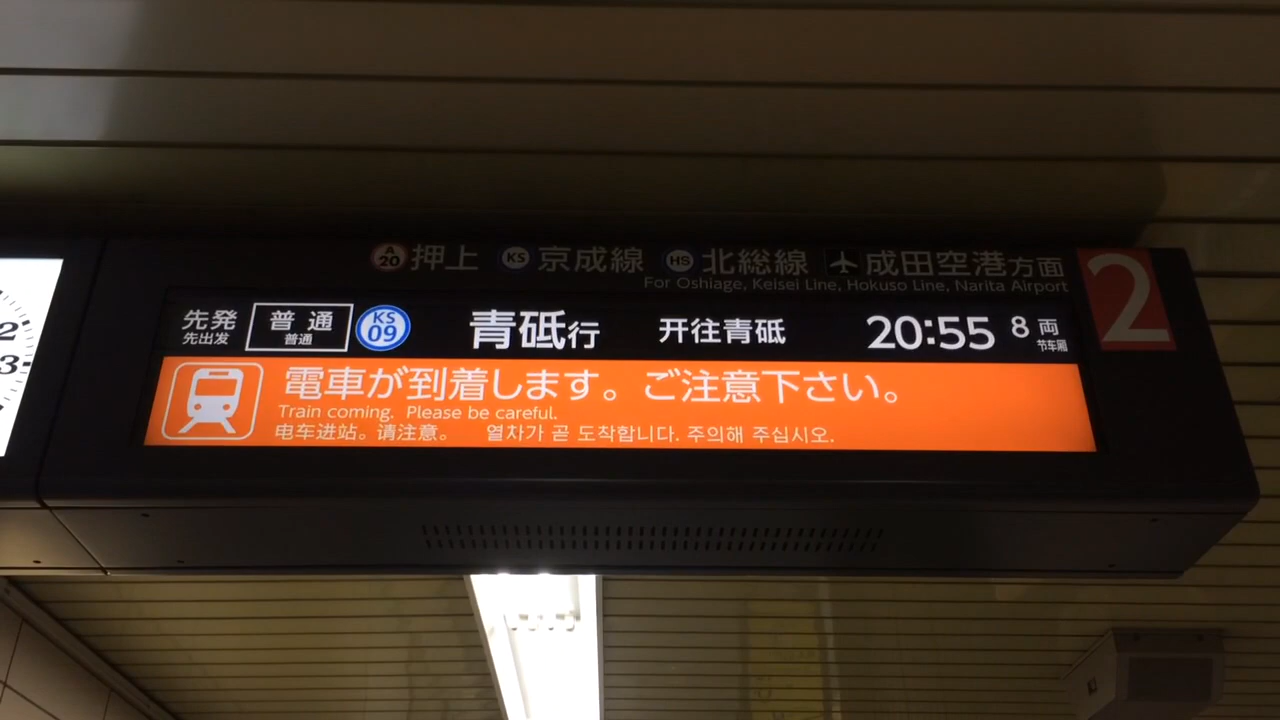 A 20 押上 KS 京成線 HS 北総線 成田空港方面
For Oshiage, Keisei Line, Hokuso Line, Narita Airport
2
先発 普通 KS 09 青砥行 开往青砥 20:55 8両
先出发 普通 节车厢
電車が到着します。ご注意下さい。
Train coming. Please be careful.
电车进站。请注意。 열차가 곧 도착합니다. 주의해 주십시오.
2
3